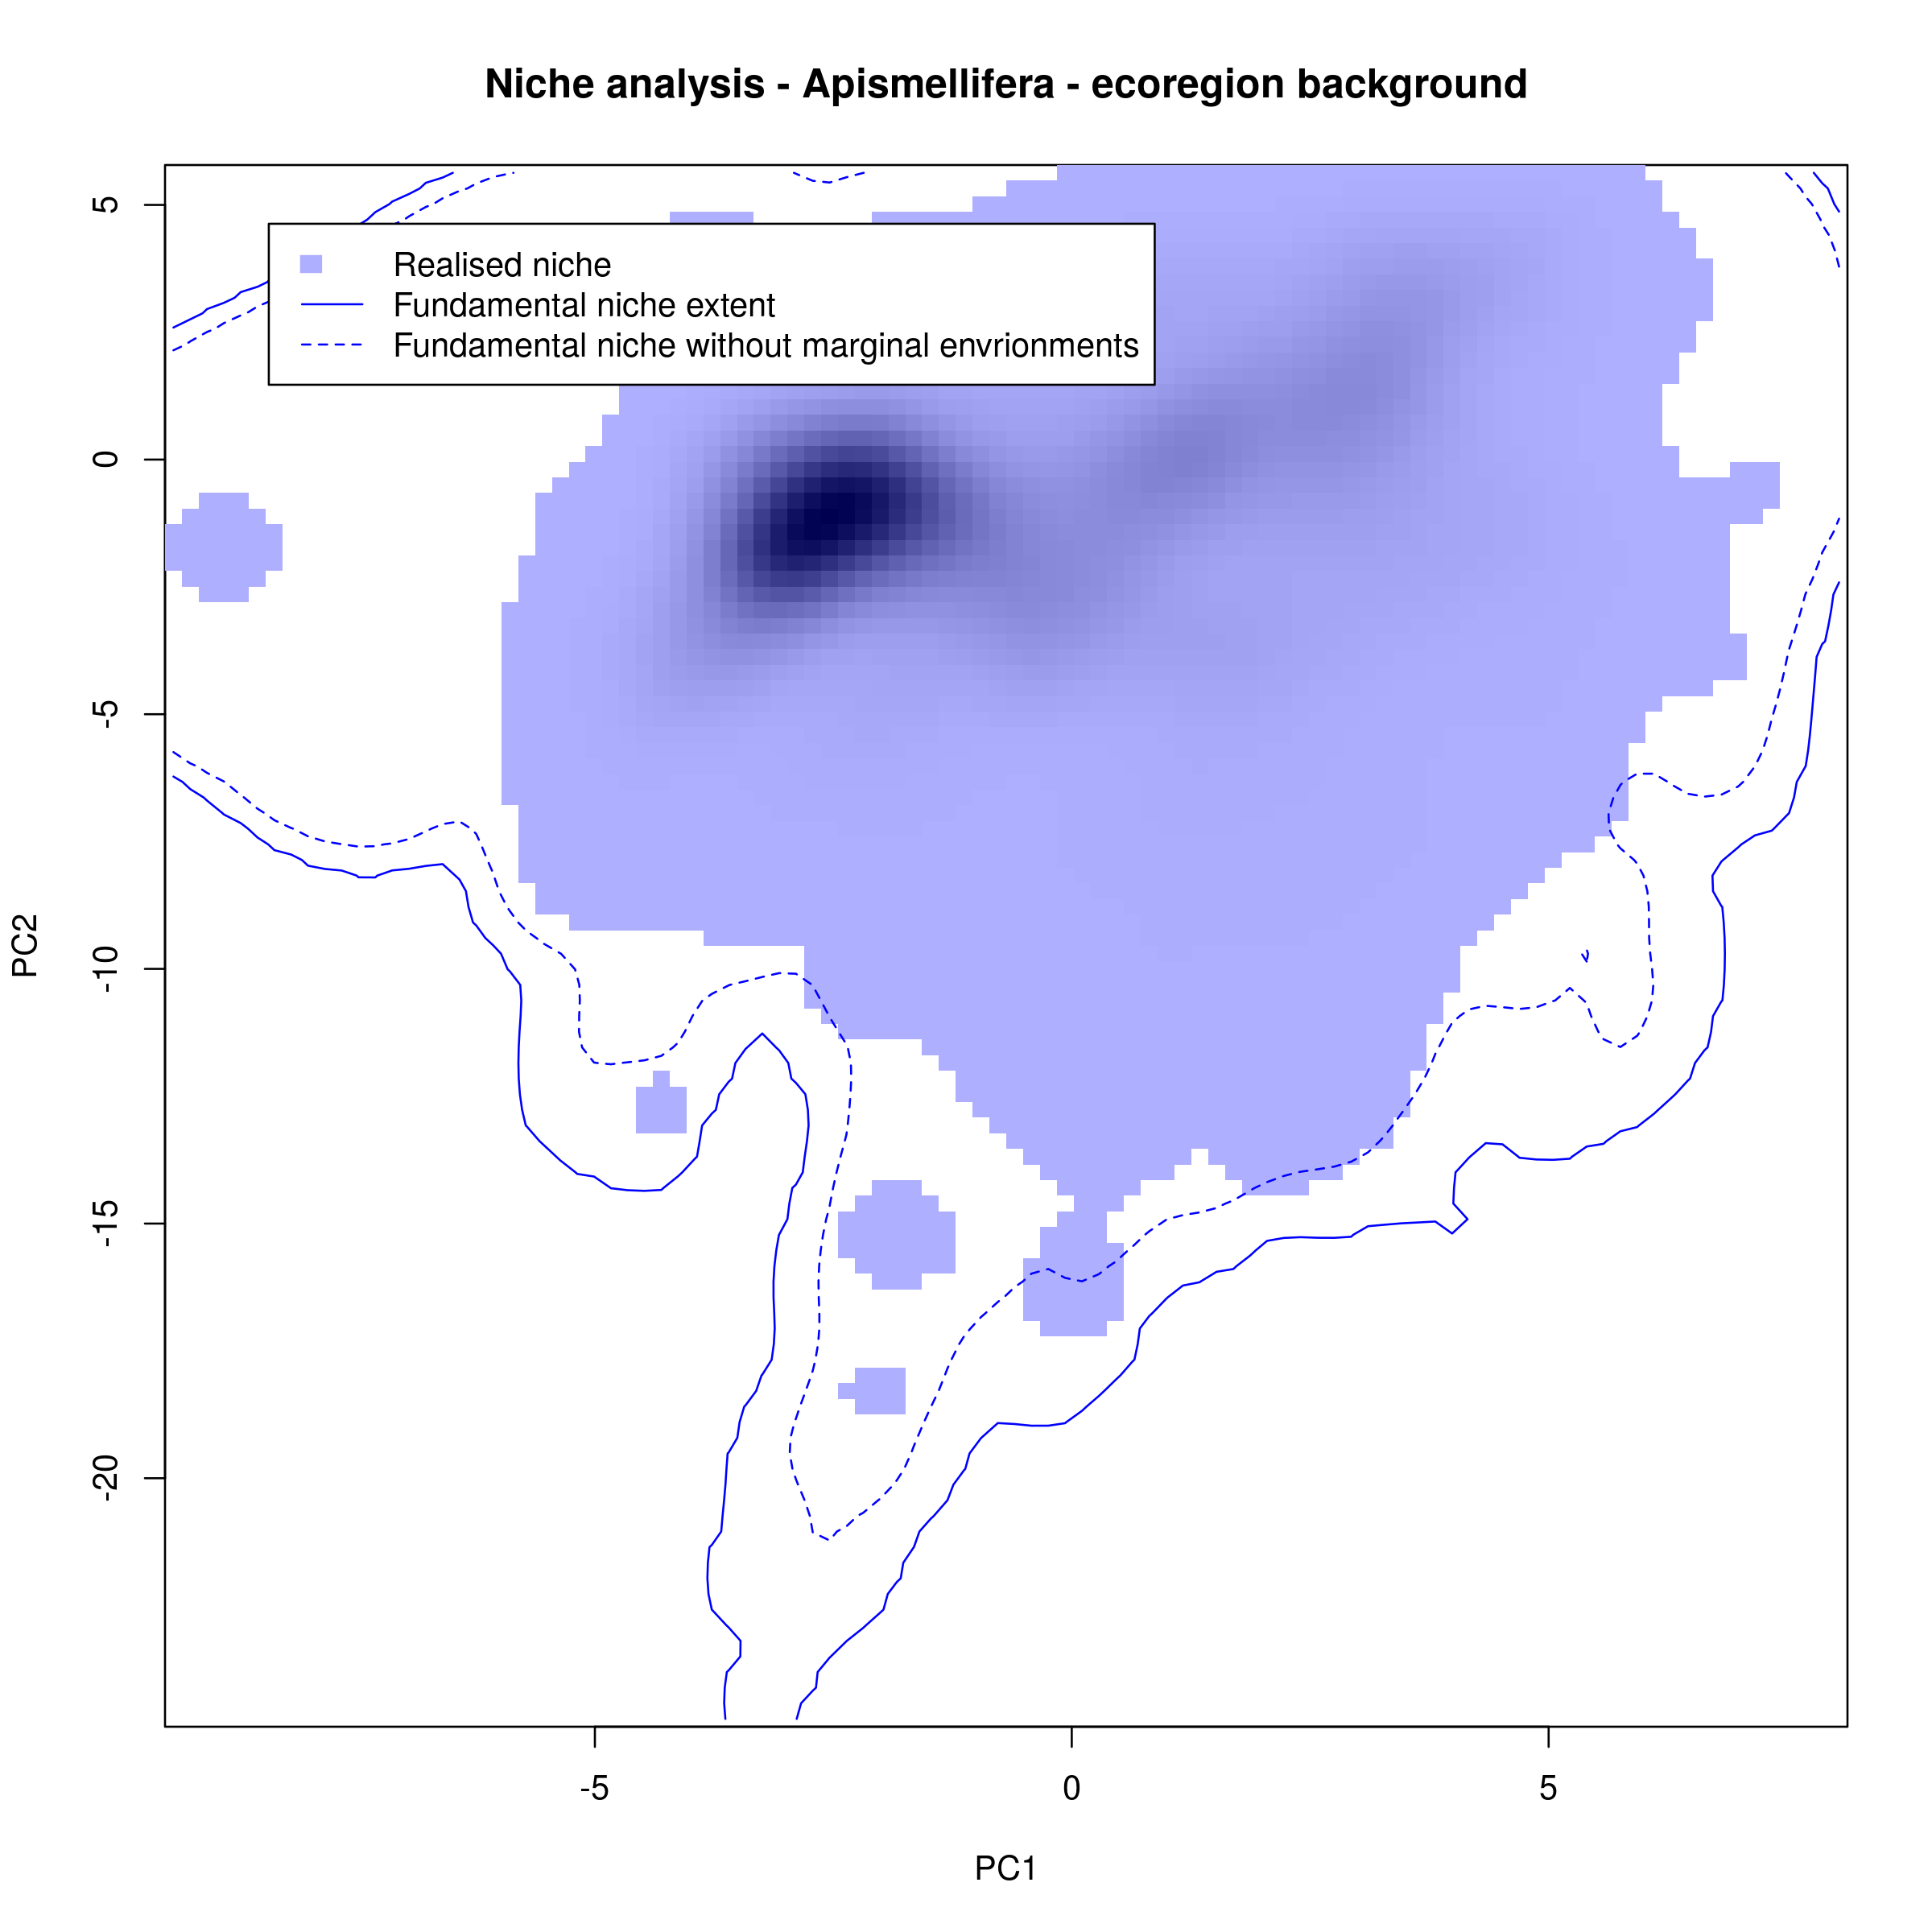 Niche analysis - Apismellifera - ecoregion background
Realised niche
Fundamental niche extent
Fundamental niche without marginal envrionments
5
0
-5
-10
-15
-20
PC2
-5 0 5
PC1